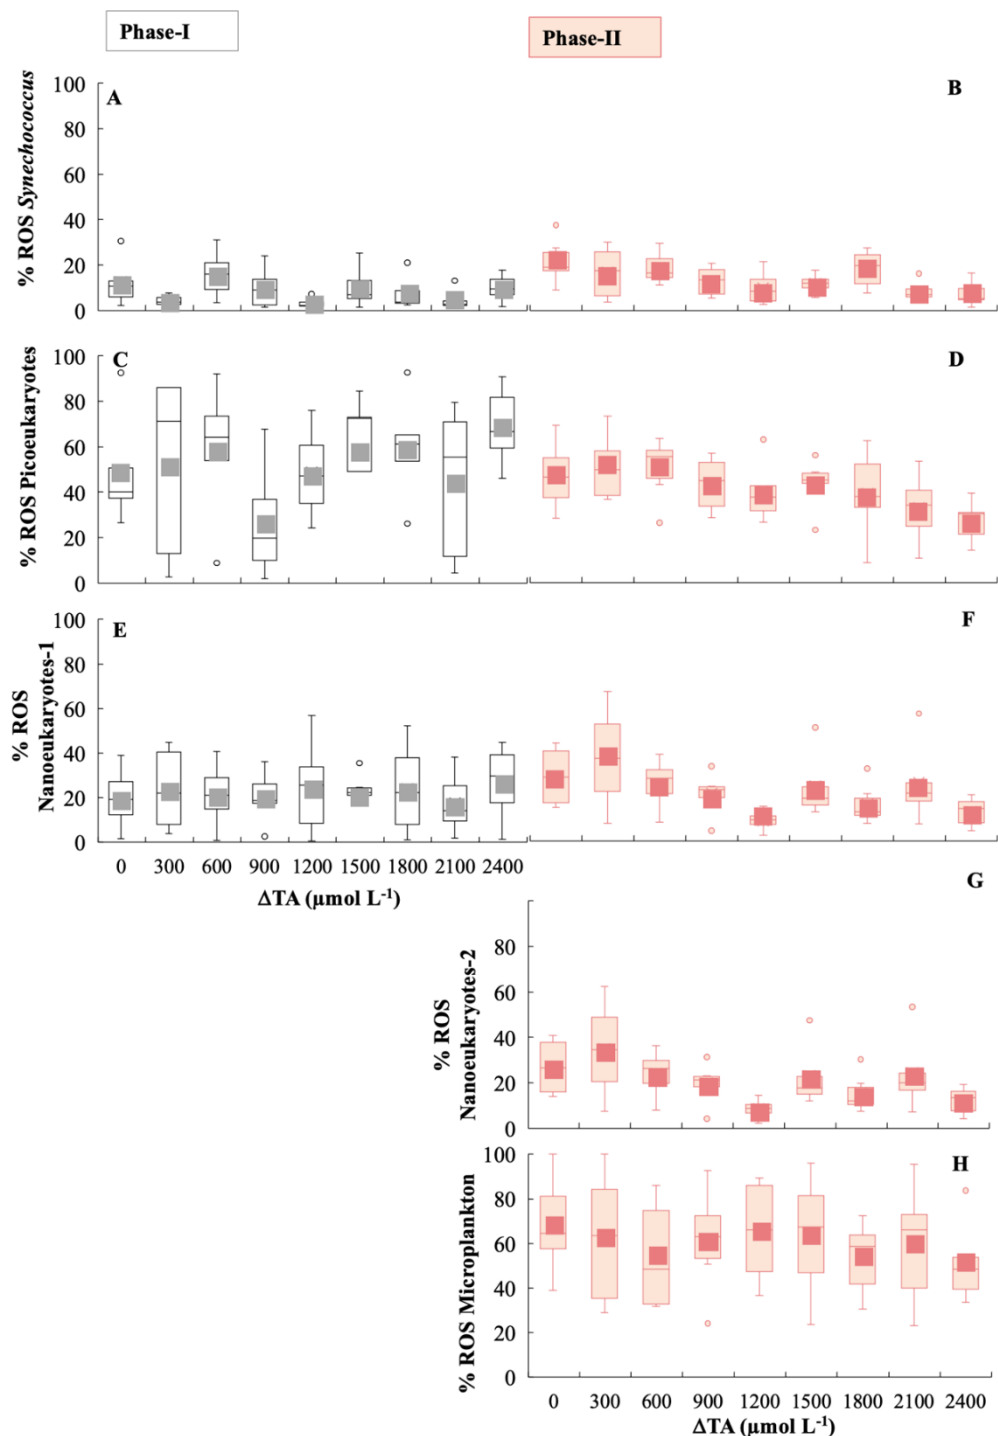 Phase-I
Phase-II
A
B
% ROS Synechococcus
100
80
60
40
20
0
C
D
% ROS Picoeukaryotes
100
80
60
40
20
0
E
F
% ROS
Nanoeukaryotes-1
100
80
60
40
20
0
0 300 600 900 1200 1500 1800 2100 2400
ΔTA (µmol L⁻¹)
G
% ROS
Nanoeukaryotes-2
80
60
40
20
0
H
% ROS Microplankton
100
80
60
40
20
0
0 300 600 900 1200 1500 1800 2100 2400
ΔTA (µmol L⁻¹)